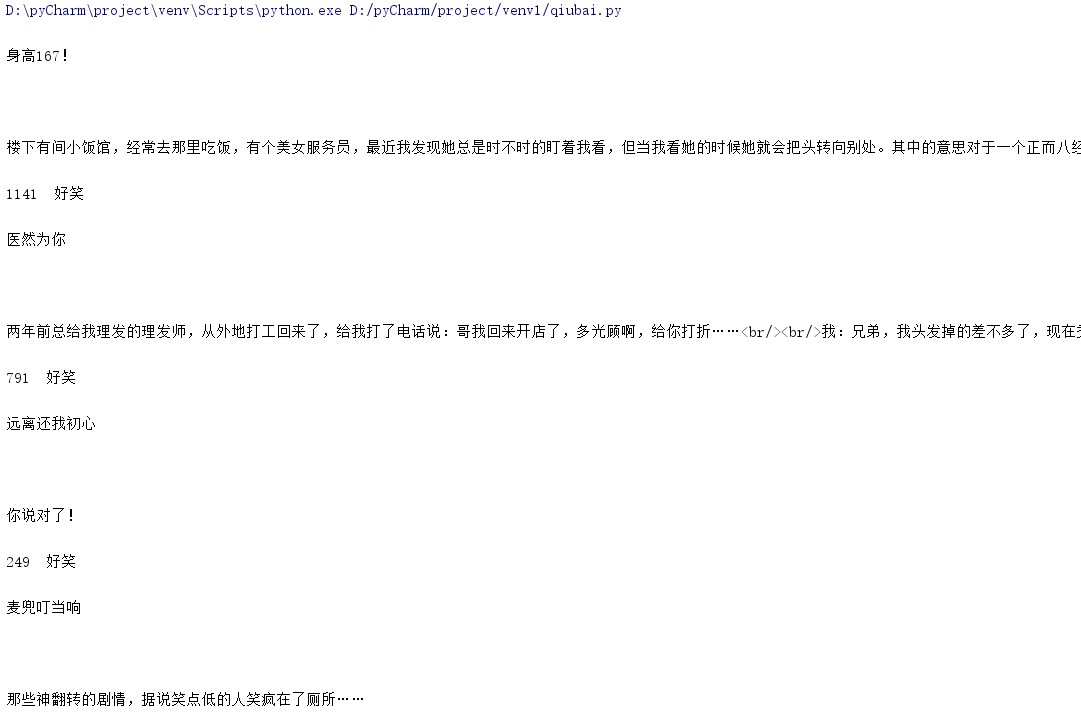 D:\pyCharm\project\venv\Scripts\python.exe D:/pyCharm/project/venv1/qiubai.py
身高167!
楼下有间小饭馆，经常去那里吃饭，有个美女服务员，最近我发现她总是时不时的盯着我看，但当我看她的时候她就会把头转向别处。其中的意思对于一个正而八经
1141 好笑
医然为你
两年前总给我理发的理发师，从外地打工回来了，给我打了电话说：哥我回来开店了，多光顾啊，给你打折……<br/><br/>我：兄弟，我头发掉的差不多了，现在
791 好笑
远离还我初心
你说对了!
249 好笑
麦兜叮当响
那些神翻转的剧情，据说笑点低的人笑疯在了厕所……